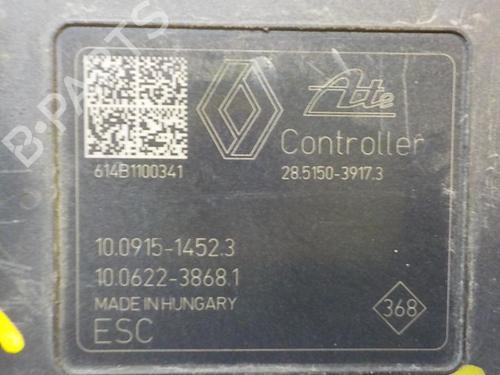 B-PARTS
Ate
Controller
614B1100341
28.5150-3917.3
10.0915-1452.3
10.0622-3868.1
MADE IN HUNGARY
368
ESC